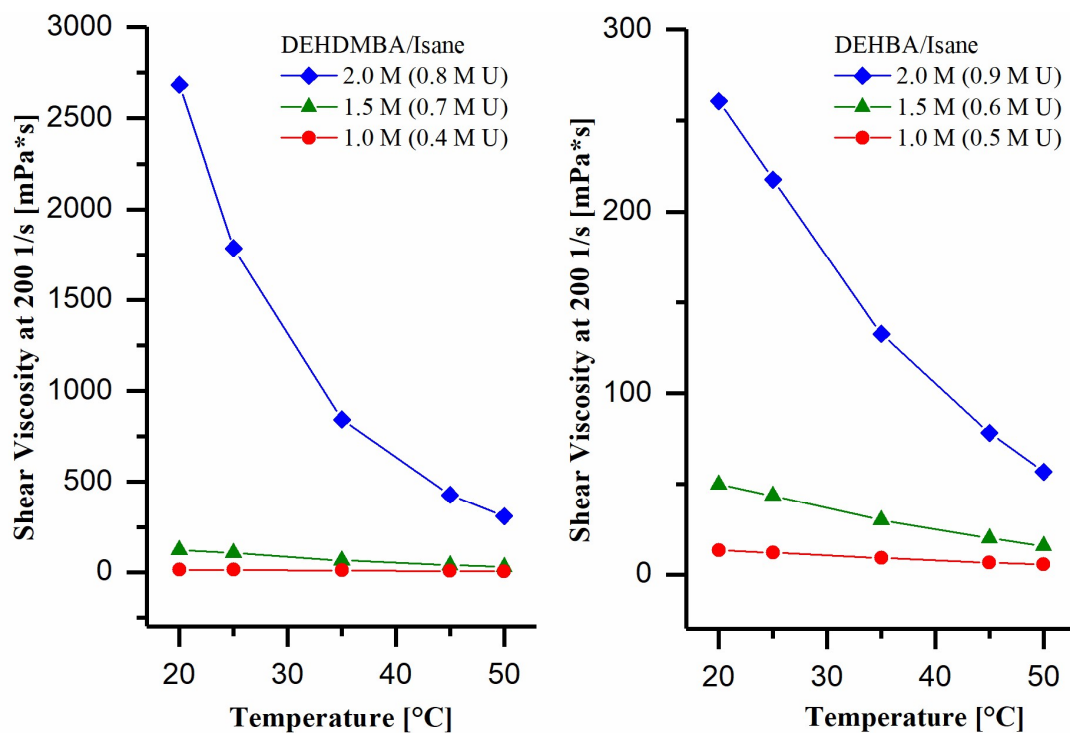 Shear Viscosity at 200 1/s [mPa*s]
3000
2500
2000
1500
1000
500
0
DEHDMBA/Isane
2.0 M (0.8 M U)
1.5 M (0.7 M U)
1.0 M (0.4 M U)
20 30 40 50
Temperature [°C]
Shear Viscosity at 200 1/s [mPa*s]
300
200
100
0
DEHBA/Isane
2.0 M (0.9 M U)
1.5 M (0.6 M U)
1.0 M (0.5 M U)
20 30 40 50
Temperature [°C]